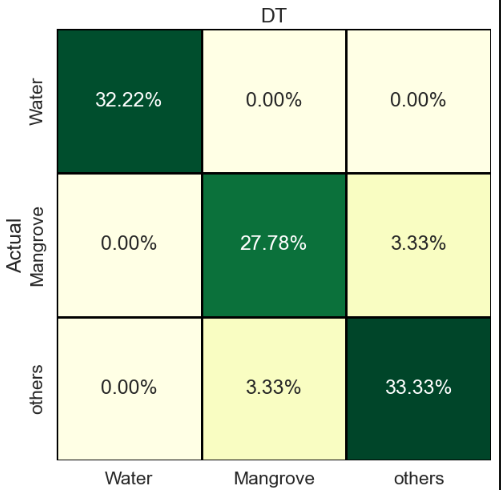 DT
Actual
Water
32.22%
0.00%
0.00%
Mangrove
0.00%
27.78%
3.33%
others
0.00%
3.33%
33.33%
Water
Mangrove
others